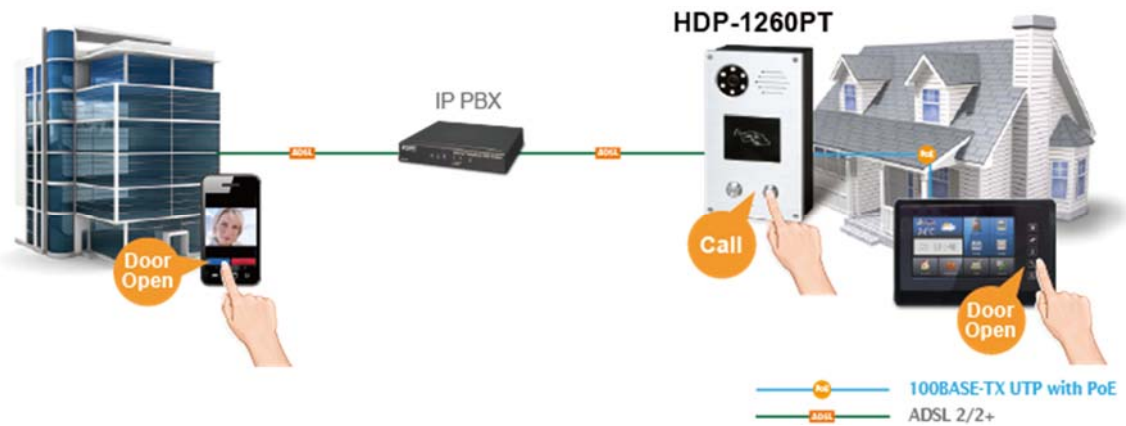 HDP-1260PT
IP PBX
ADSL
ADSL
PoE
Door
Open
Call
Door
Open
PoE
100BASE-TX UTP with PoE
ADSL
ADSL 2/2+